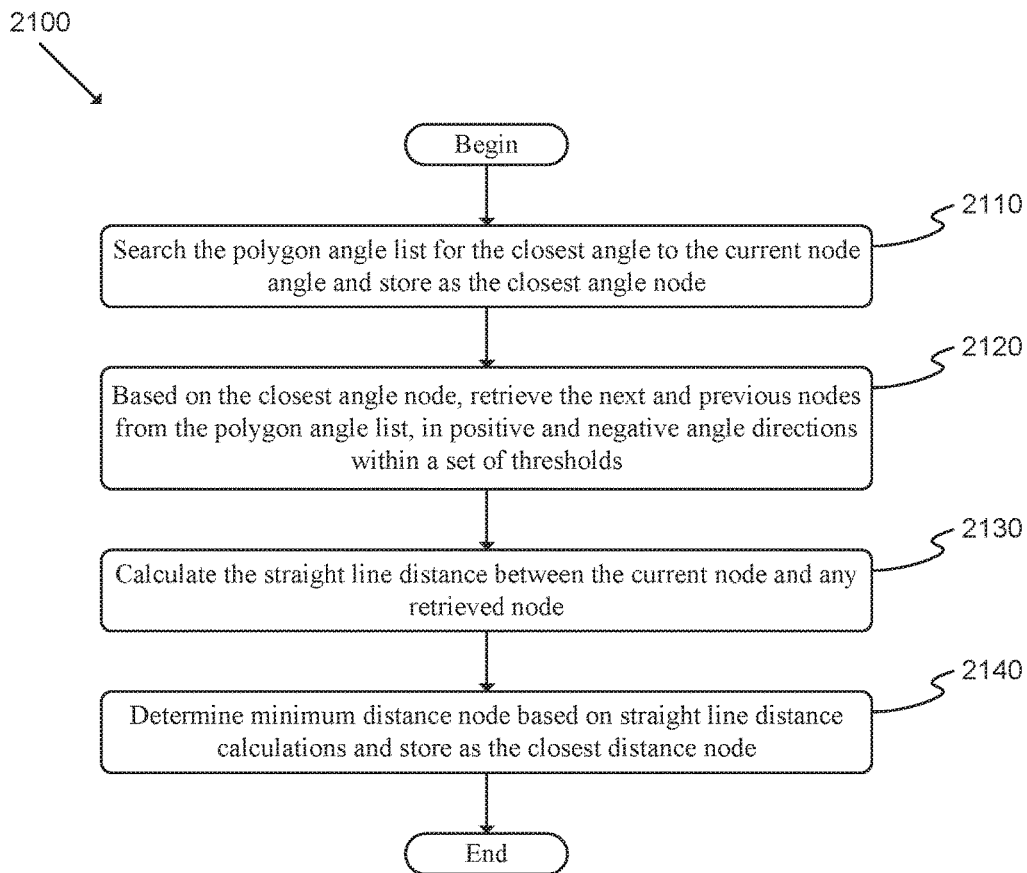 2100
Begin
2110
Search the polygon angle list for the closest angle to the current node
angle and store as the closest angle node
2120
Based on the closest angle node, retrieve the next and previous nodes
from the polygon angle list, in positive and negative angle directions
within a set of thresholds
2130
Calculate the straight line distance between the current node and any
retrieved node
2140
Determine minimum distance node based on straight line distance
calculations and store as the closest distance node
End